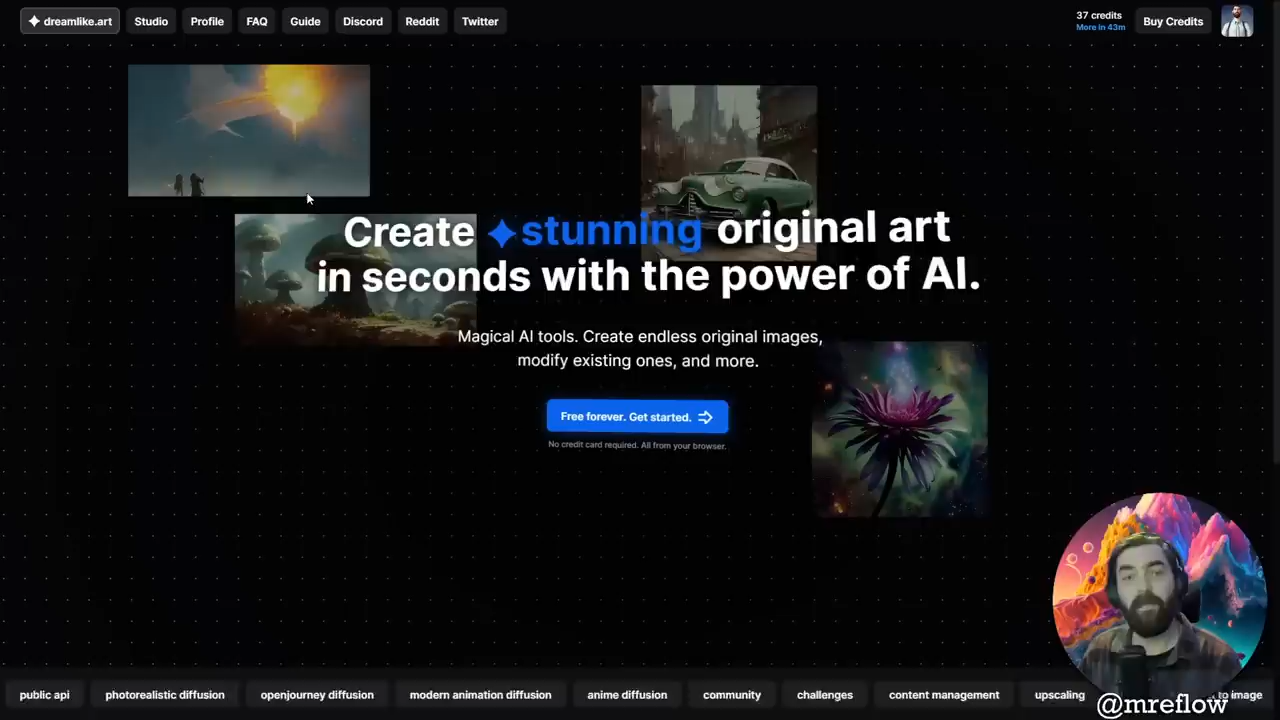 dreamlike.art
Studio
Profile
FAQ
Guide
Discord
Reddit
Twitter
37 credits
More in 43m
Buy Credits
Create stunning original art
in seconds with the power of AI.
Magical AI tools. Create endless original images,
modify existing ones, and more.
Free forever. Get started.
No credit card required. All from your browser.
public api
photorealistic diffusion
openjourney diffusion
modern animation diffusion
anime diffusion
community
challenges
content management
upscaling
to image
@mreflow